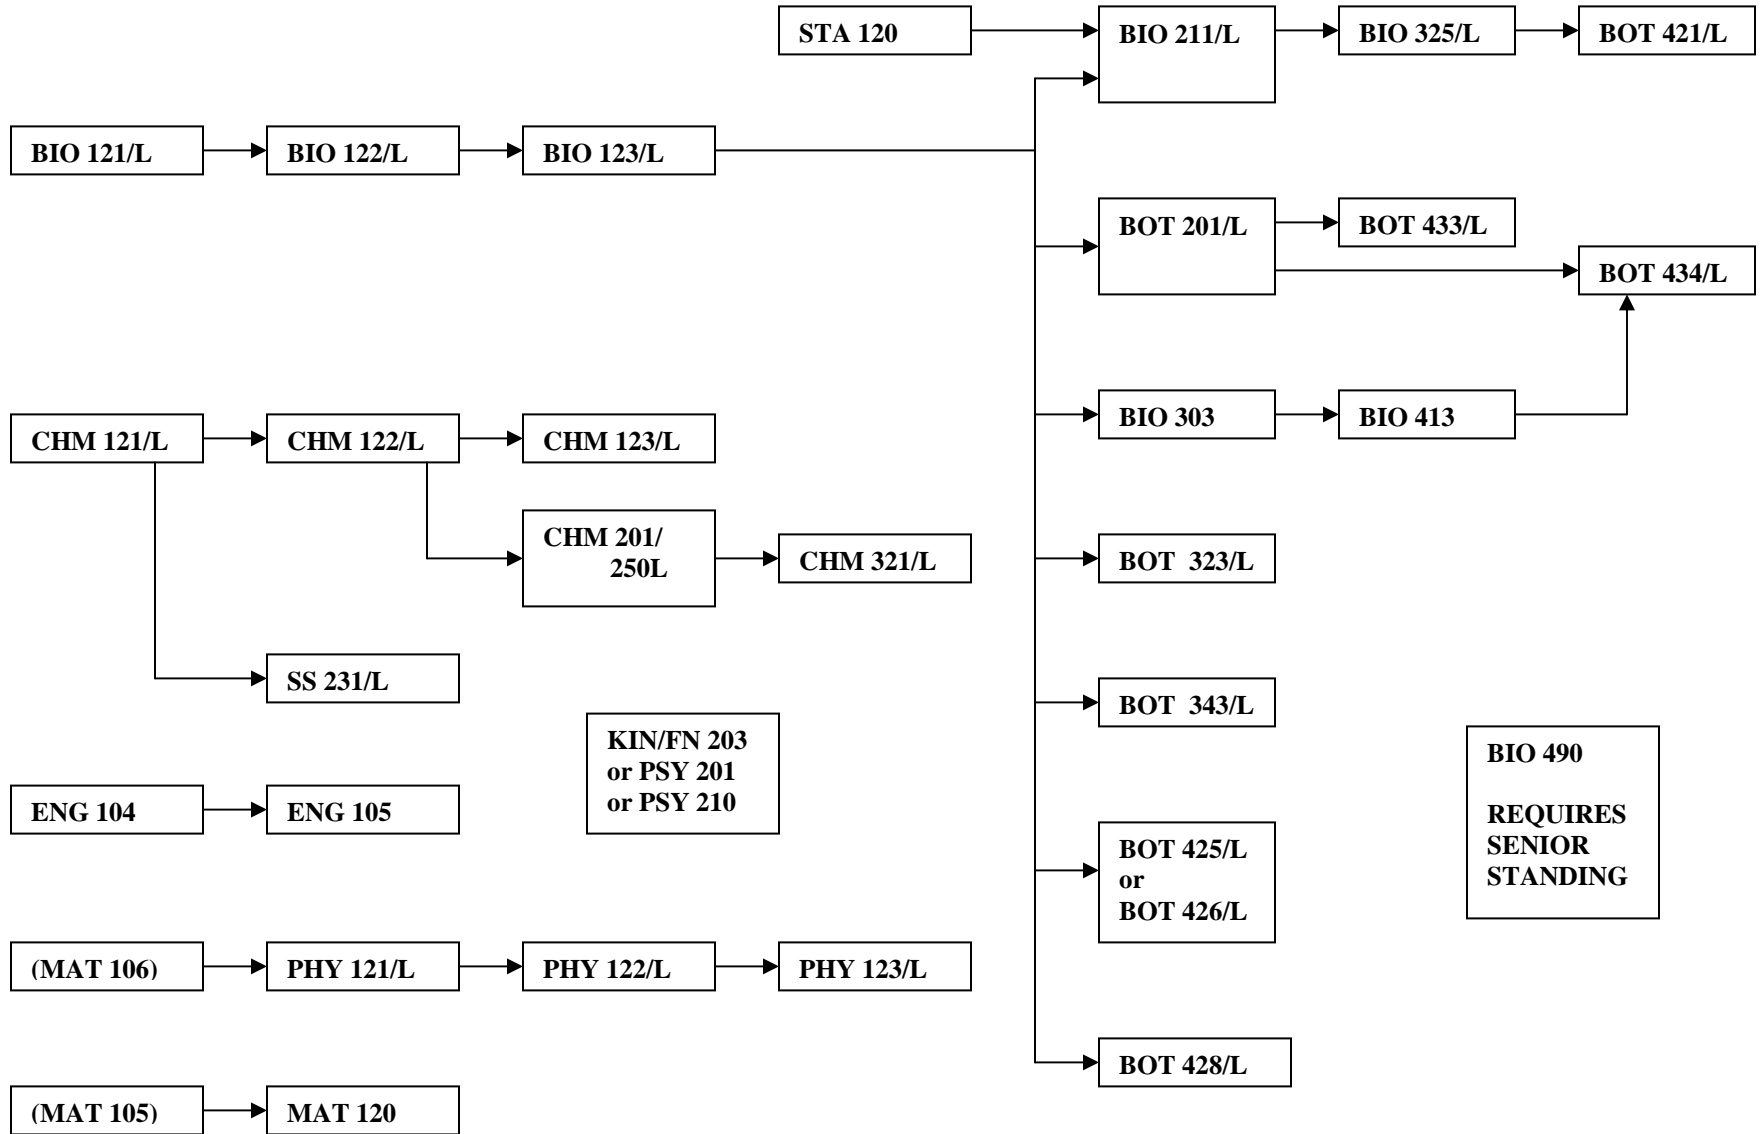 STA 120
BIO 211/L
BIO 325/L
BOT 421/L
BIO 121/L
BIO 122/L
BIO 123/L
BOT 201/L
BOT 433/L
BOT 434/L
CHM 121/L
CHM 122/L
CHM 123/L
BIO 303
BIO 413
CHM 201/
250L
CHM 321/L
BOT 323/L
SS 231/L
BOT 343/L
KIN/FN 203
or PSY 201
or PSY 210
BIO 490
REQUIRES
SENIOR
STANDING
ENG 104
ENG 105
BOT 425/L
or
BOT 426/L
(MAT 106)
PHY 121/L
PHY 122/L
PHY 123/L
BOT 428/L
(MAT 105)
MAT 120